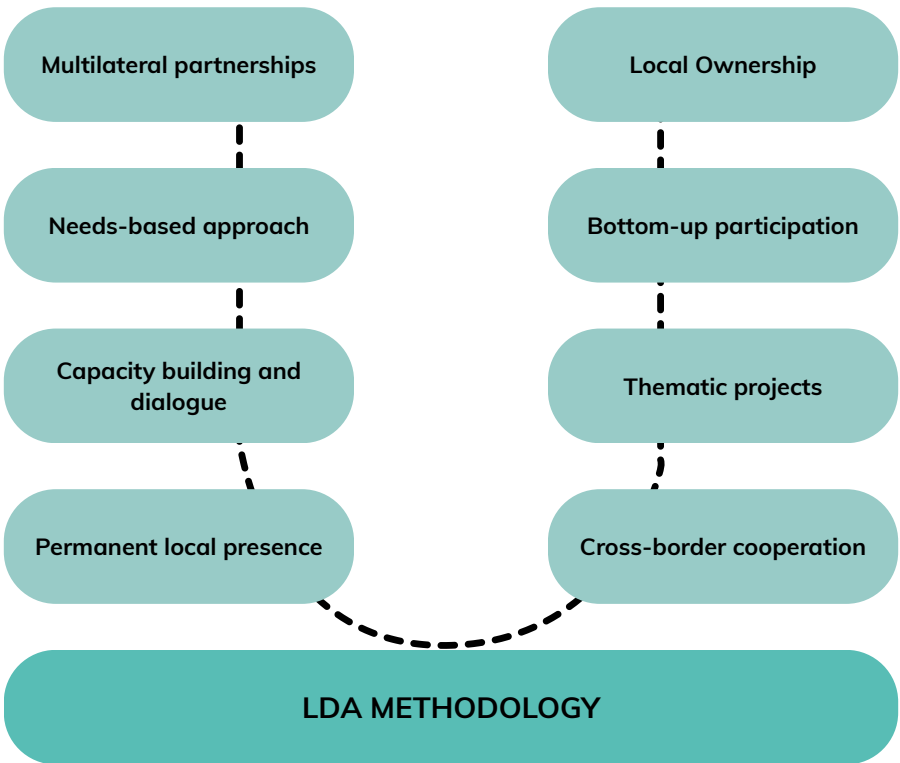 Multilateral partnerships
Local Ownership
Needs-based approach
Bottom-up participation
Capacity building and
dialogue
Thematic projects
Permanent local presence
Cross-border cooperation
LDA METHODOLOGY